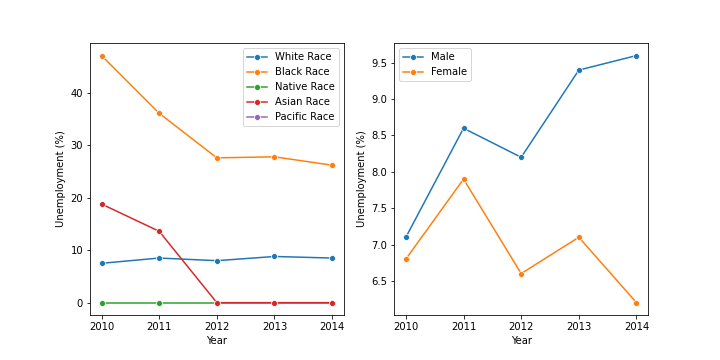 White Race
Black Race
Native Race
Asian Race
Pacific Race
40
30
20
10
0
Unemployment (%)
2010 2011 2012 2013 2014
Year
Male
Female
9.5
9.0
8.5
8.0
7.5
7.0
6.5
Unemployment (%)
2010 2011 2012 2013 2014
Year